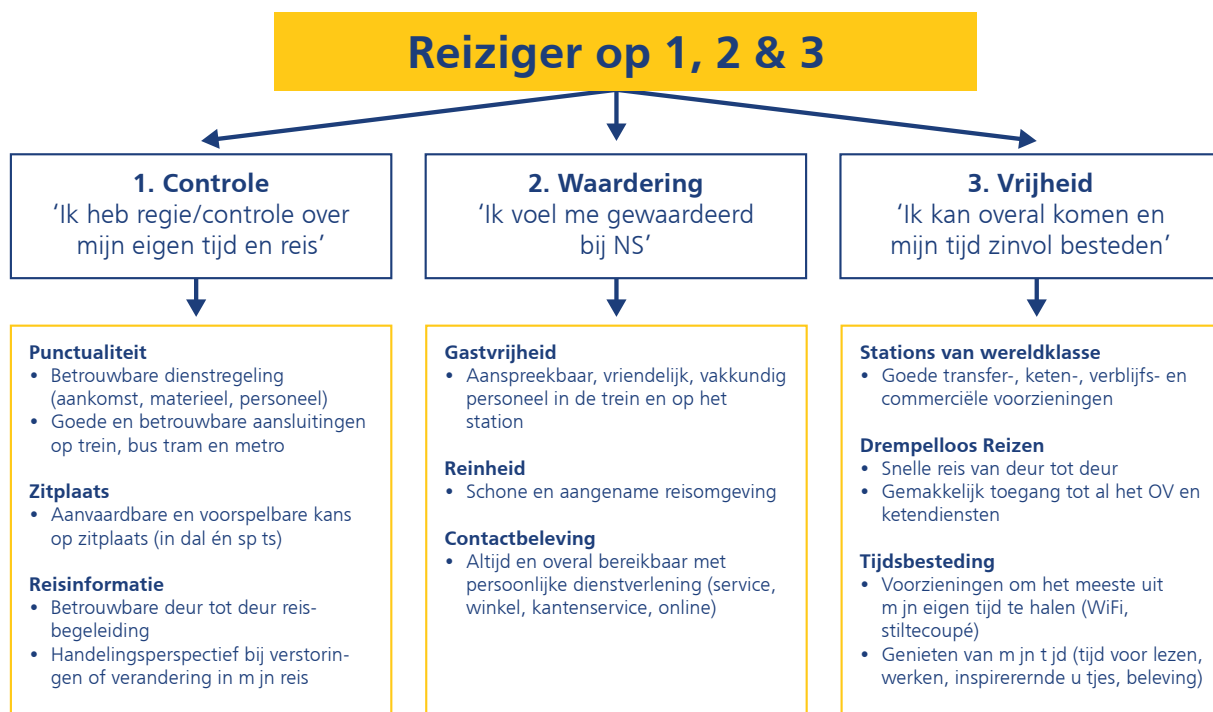 Reiziger op 1, 2 & 3
1. Controle
‘Ik heb regie/controle over
mijn eigen tijd en reis’
2. Waardering
‘Ik voel me gewaardeerd
bij NS’
3. Vrijheid
‘Ik kan overal komen en
mijn tijd zinvol besteden’
Punctualiteit
• Betrouwbare dienstregeling
(aankomst, materieel, personeel)
• Goede en betrouwbare aansluitingen
op trein, bus tram en metro
Zitplaats
• Aanvaardbare en voorspelbare kans
op zitplaats (in dal én sp ts)
Reisinformatie
• Betrouwbare deur tot deur reis-
begeleiding
• Handelingsperspectief bij verstorin-
gen of verandering in m jn reis
Gastvrijheid
• Aanspreekbaar, vriendelijk, vakkundig
personeel in de trein en op het
station
Reinheid
• Schone en aangename reisomgeving
Contactbeleving
• Altijd en overal bereikbaar met
persoonlijke dienstverlening (service,
winkel, kantenservice, online)
Stations van wereldklasse
• Goede transfer-, keten-, verblijfs- en
commerciële voorzieningen
Drempelloos Reizen
• Snelle reis van deur tot deur
• Gemakkelijk toegang tot al het OV en
ketendiensten
Tijdsbesteding
• Voorzieningen om het meeste uit
m jn eigen tijd te halen (WiFi,
stiltecoupé)
• Genieten van m jn t jd (tijd voor lezen,
werken, inspirerernde u tjes, beleving)